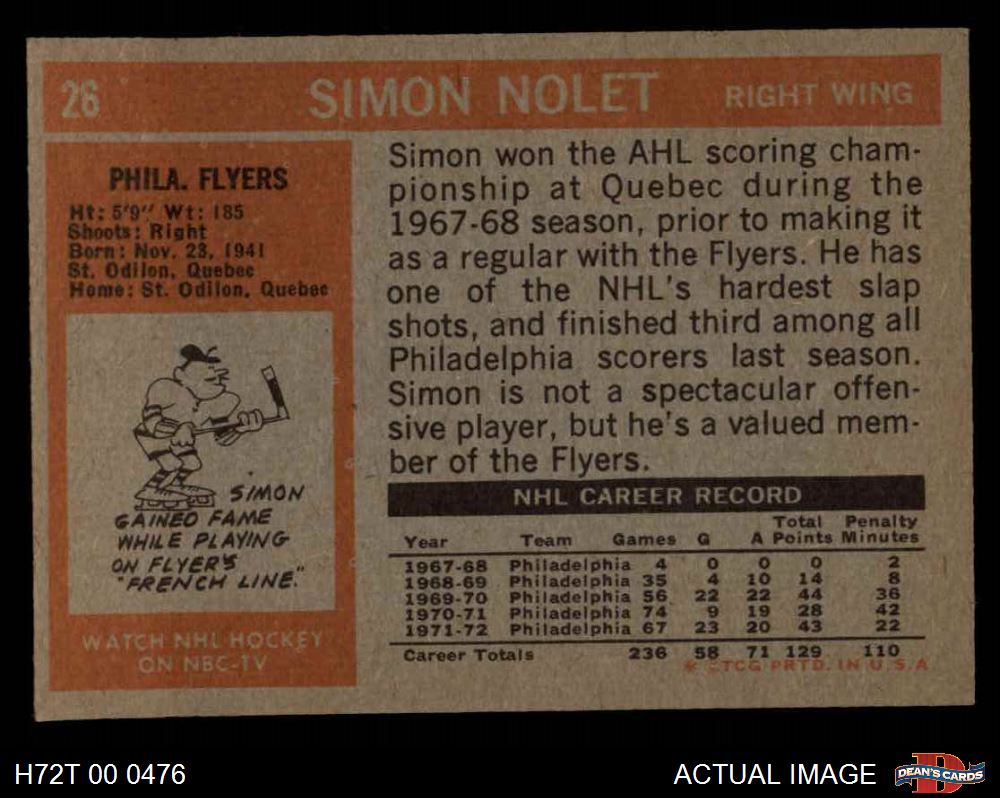 26 SIMON NOLET RIGHT WING
PHILA. FLYERS
Ht: 5'9" Wt: 185
Shoots: Right
Born: Nov. 23, 1941
St. Odilon, Quebec
Home: St. Odilon, Quebec
SIMON
GAINED FAME
WHILE PLAYING
ON FLYER'S
"FRENCH LINE."
WATCH NHL HOCKEY
ON NBC-TV
Simon won the AHL scoring cham-
pionship at Quebec during the
1967-68 season, prior to making it
as a regular with the Flyers. He has
one of the NHL's hardest slap
shots, and finished third among all
Philadelphia scorers last season.
Simon is not a spectacular offen-
sive player, but he's a valued mem-
ber of the Flyers.
NHL CAREER RECORD
Year Team Games G A Total Points Penalty Minutes
1967-68 Philadelphia 4 0 0 0 2
1968-69 Philadelphia 35 4 10 14 8
1969-70 Philadelphia 56 22 22 44 36
1970-71 Philadelphia 74 9 19 28 42
1971-72 Philadelphia 67 23 20 43 22
Career Totals 236 58 71 129 110
* ©TCG PRTD. IN U.S.A
H72T 00 0476
ACTUAL IMAGE
DEAN'S CARDS